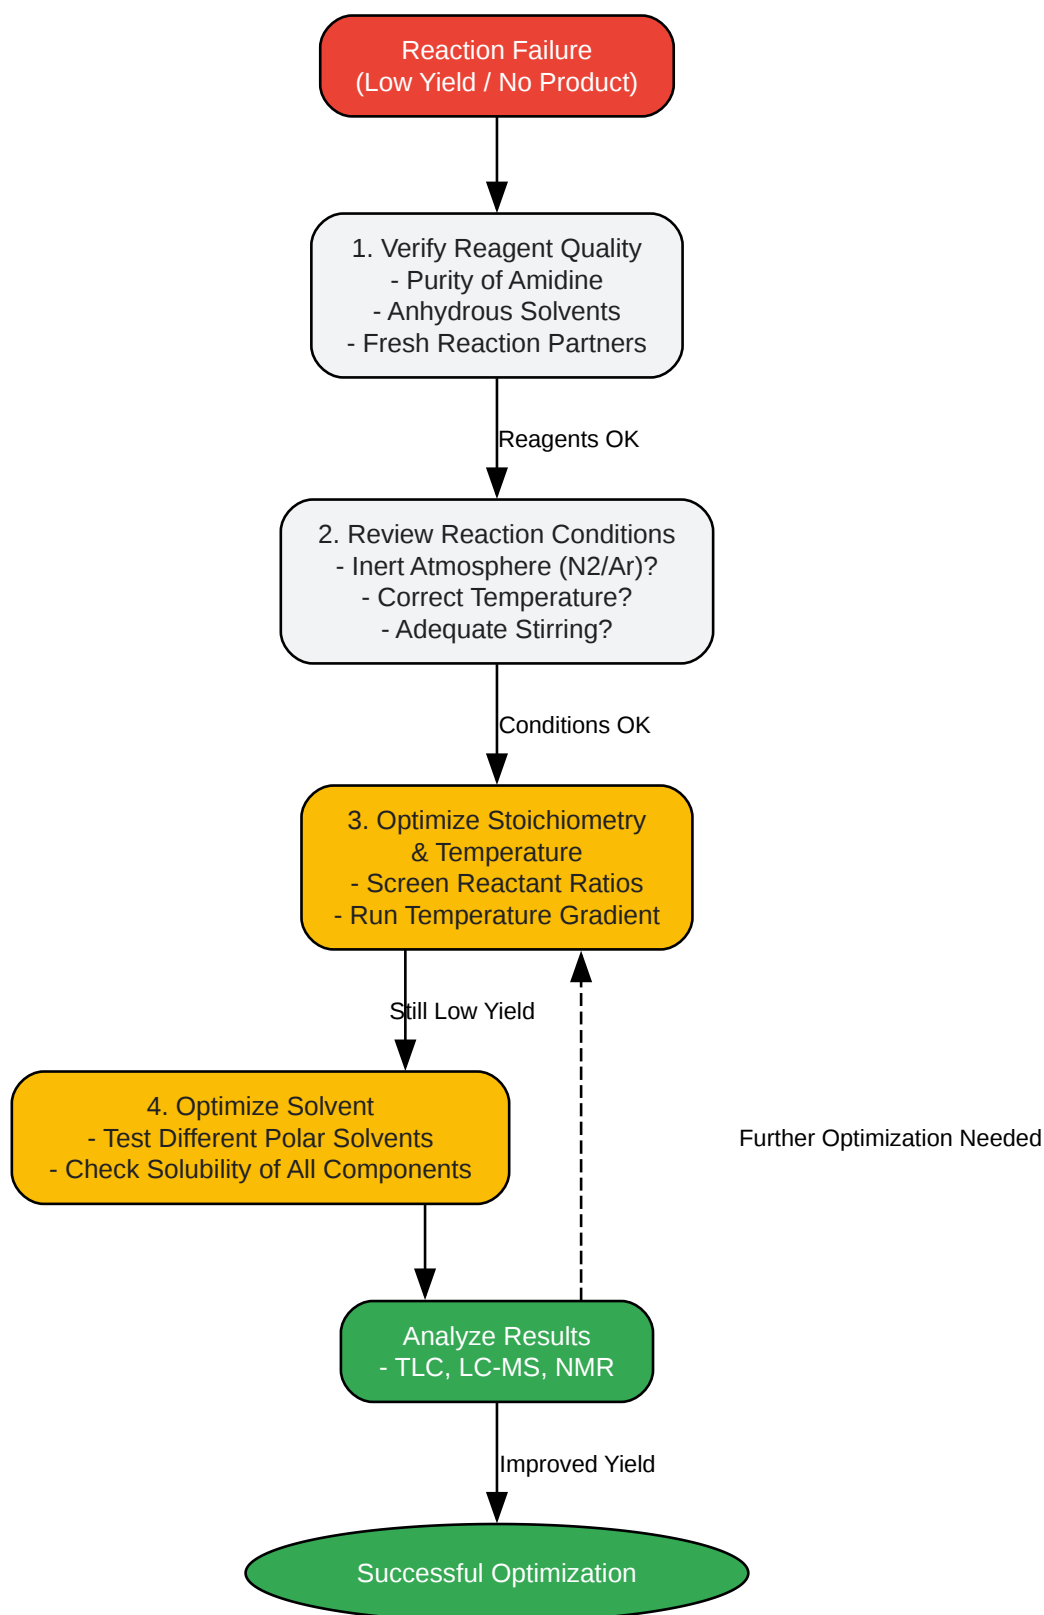 Reaction Failure
(Low Yield / No Product)
1. Verify Reagent Quality
- Purity of Amidine
- Anhydrous Solvents
- Fresh Reaction Partners
Reagents OK
2. Review Reaction Conditions
- Inert Atmosphere (N2/Ar)?
- Correct Temperature?
- Adequate Stirring?
Conditions OK
3. Optimize Stoichiometry
& Temperature
- Screen Reactant Ratios
- Run Temperature Gradient
Still Low Yield
4. Optimize Solvent
- Test Different Polar Solvents
- Check Solubility of All Components
Further Optimization Needed
Analyze Results
- TLC, LC-MS, NMR
Improved Yield
Successful Optimization